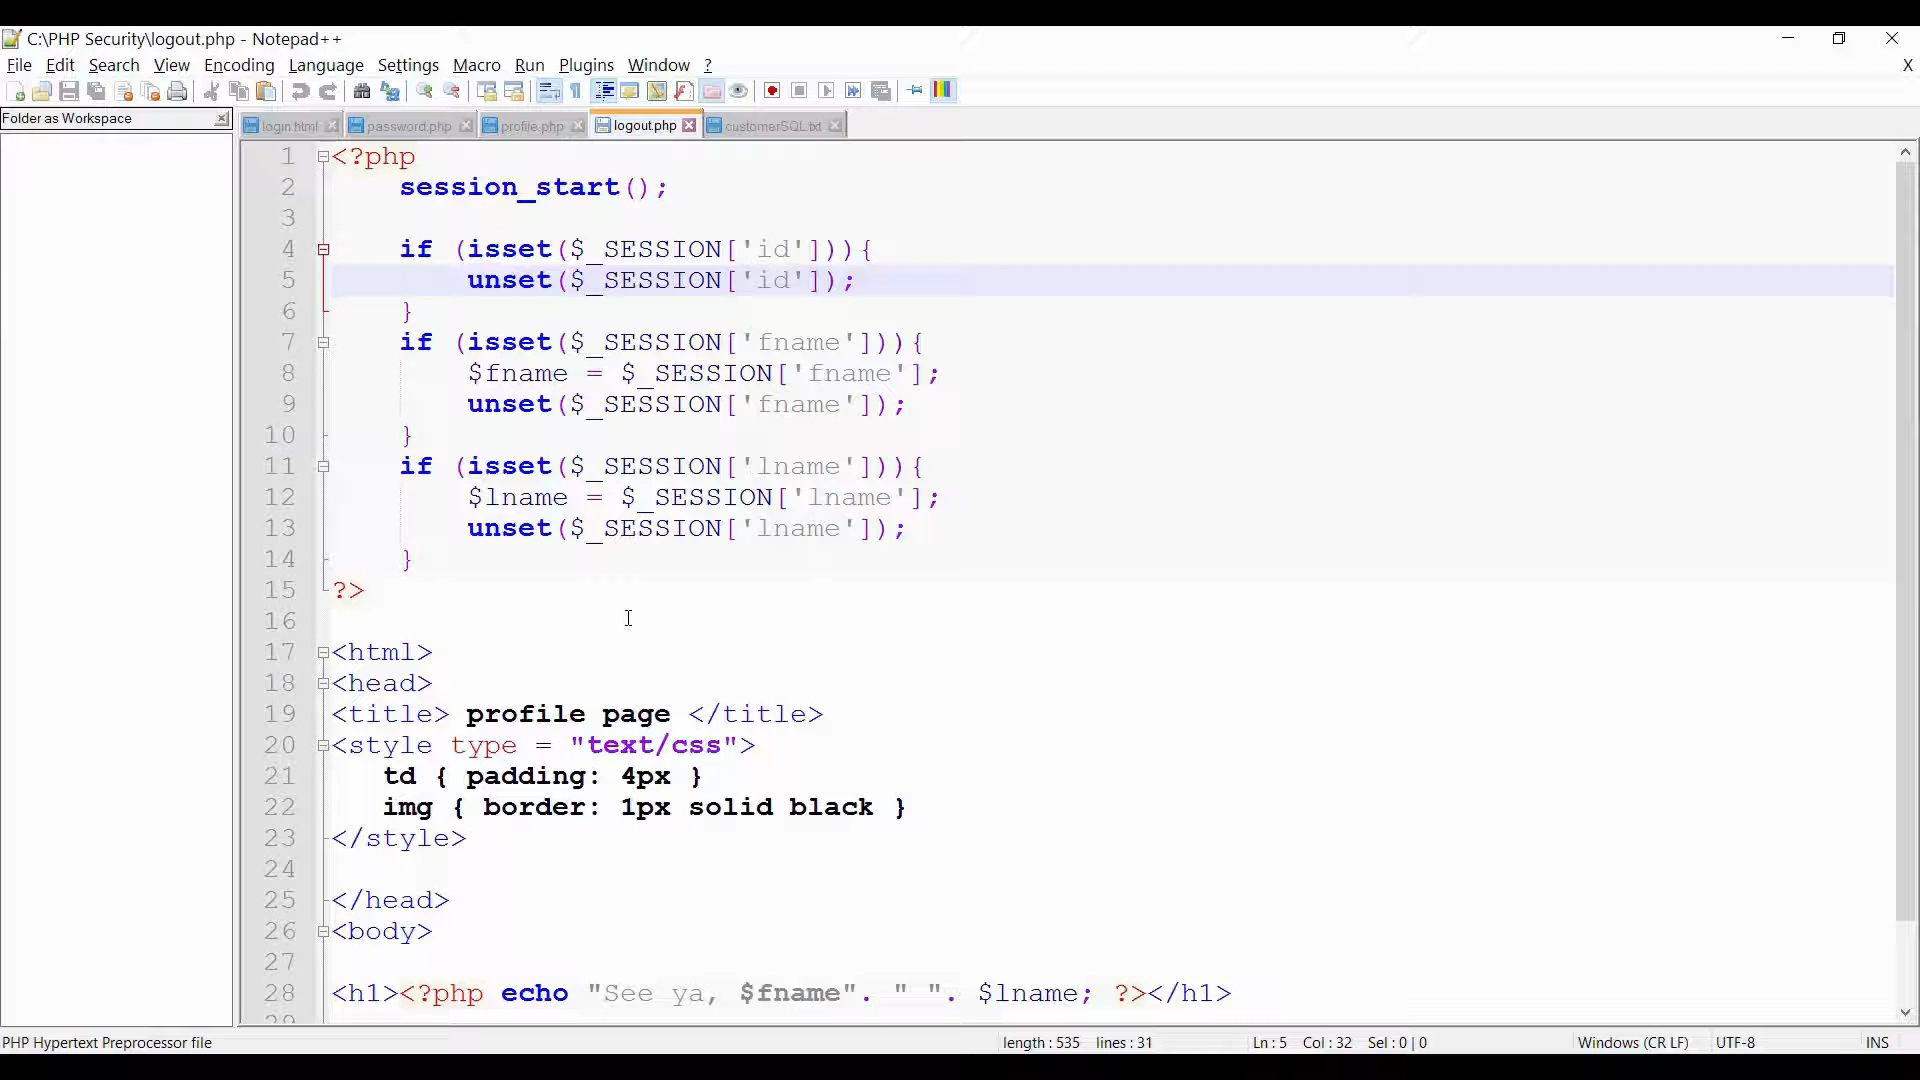 C:\PHP Security\logout.php - Notepad++
File Edit Search View Encoding Language Settings Macro Run Plugins Window ? X
Folder as Workspace
login.html password.php profile.php logout.php customerSQL.txt
1 <?php
2 session_start();
3
4 if (isset($_SESSION['id'])){
5 unset($_SESSION['id']);
6 }
7 if (isset($_SESSION['fname'])){
8 $fname = $_SESSION['fname'];
9 unset($_SESSION['fname']);
10 }
11 if (isset($_SESSION['lname'])){
12 $lname = $_SESSION['lname'];
13 unset($_SESSION['lname']);
14 }
15 ?>
16
17 <html>
18 <head>
19 <title> profile page </title>
20 <style type = "text/css">
21 td { padding: 4px }
22 img { border: 1px solid black }
23 </style>
24
25 </head>
26 <body>
27
28 <h1><?php echo "See ya, $fname". " ". $lname; ?></h1>
29
PHP Hypertext Preprocessor file length : 535 lines : 31 Ln : 5 Col : 32 Sel : 0 | 0 Windows (CR LF) UTF-8 INS